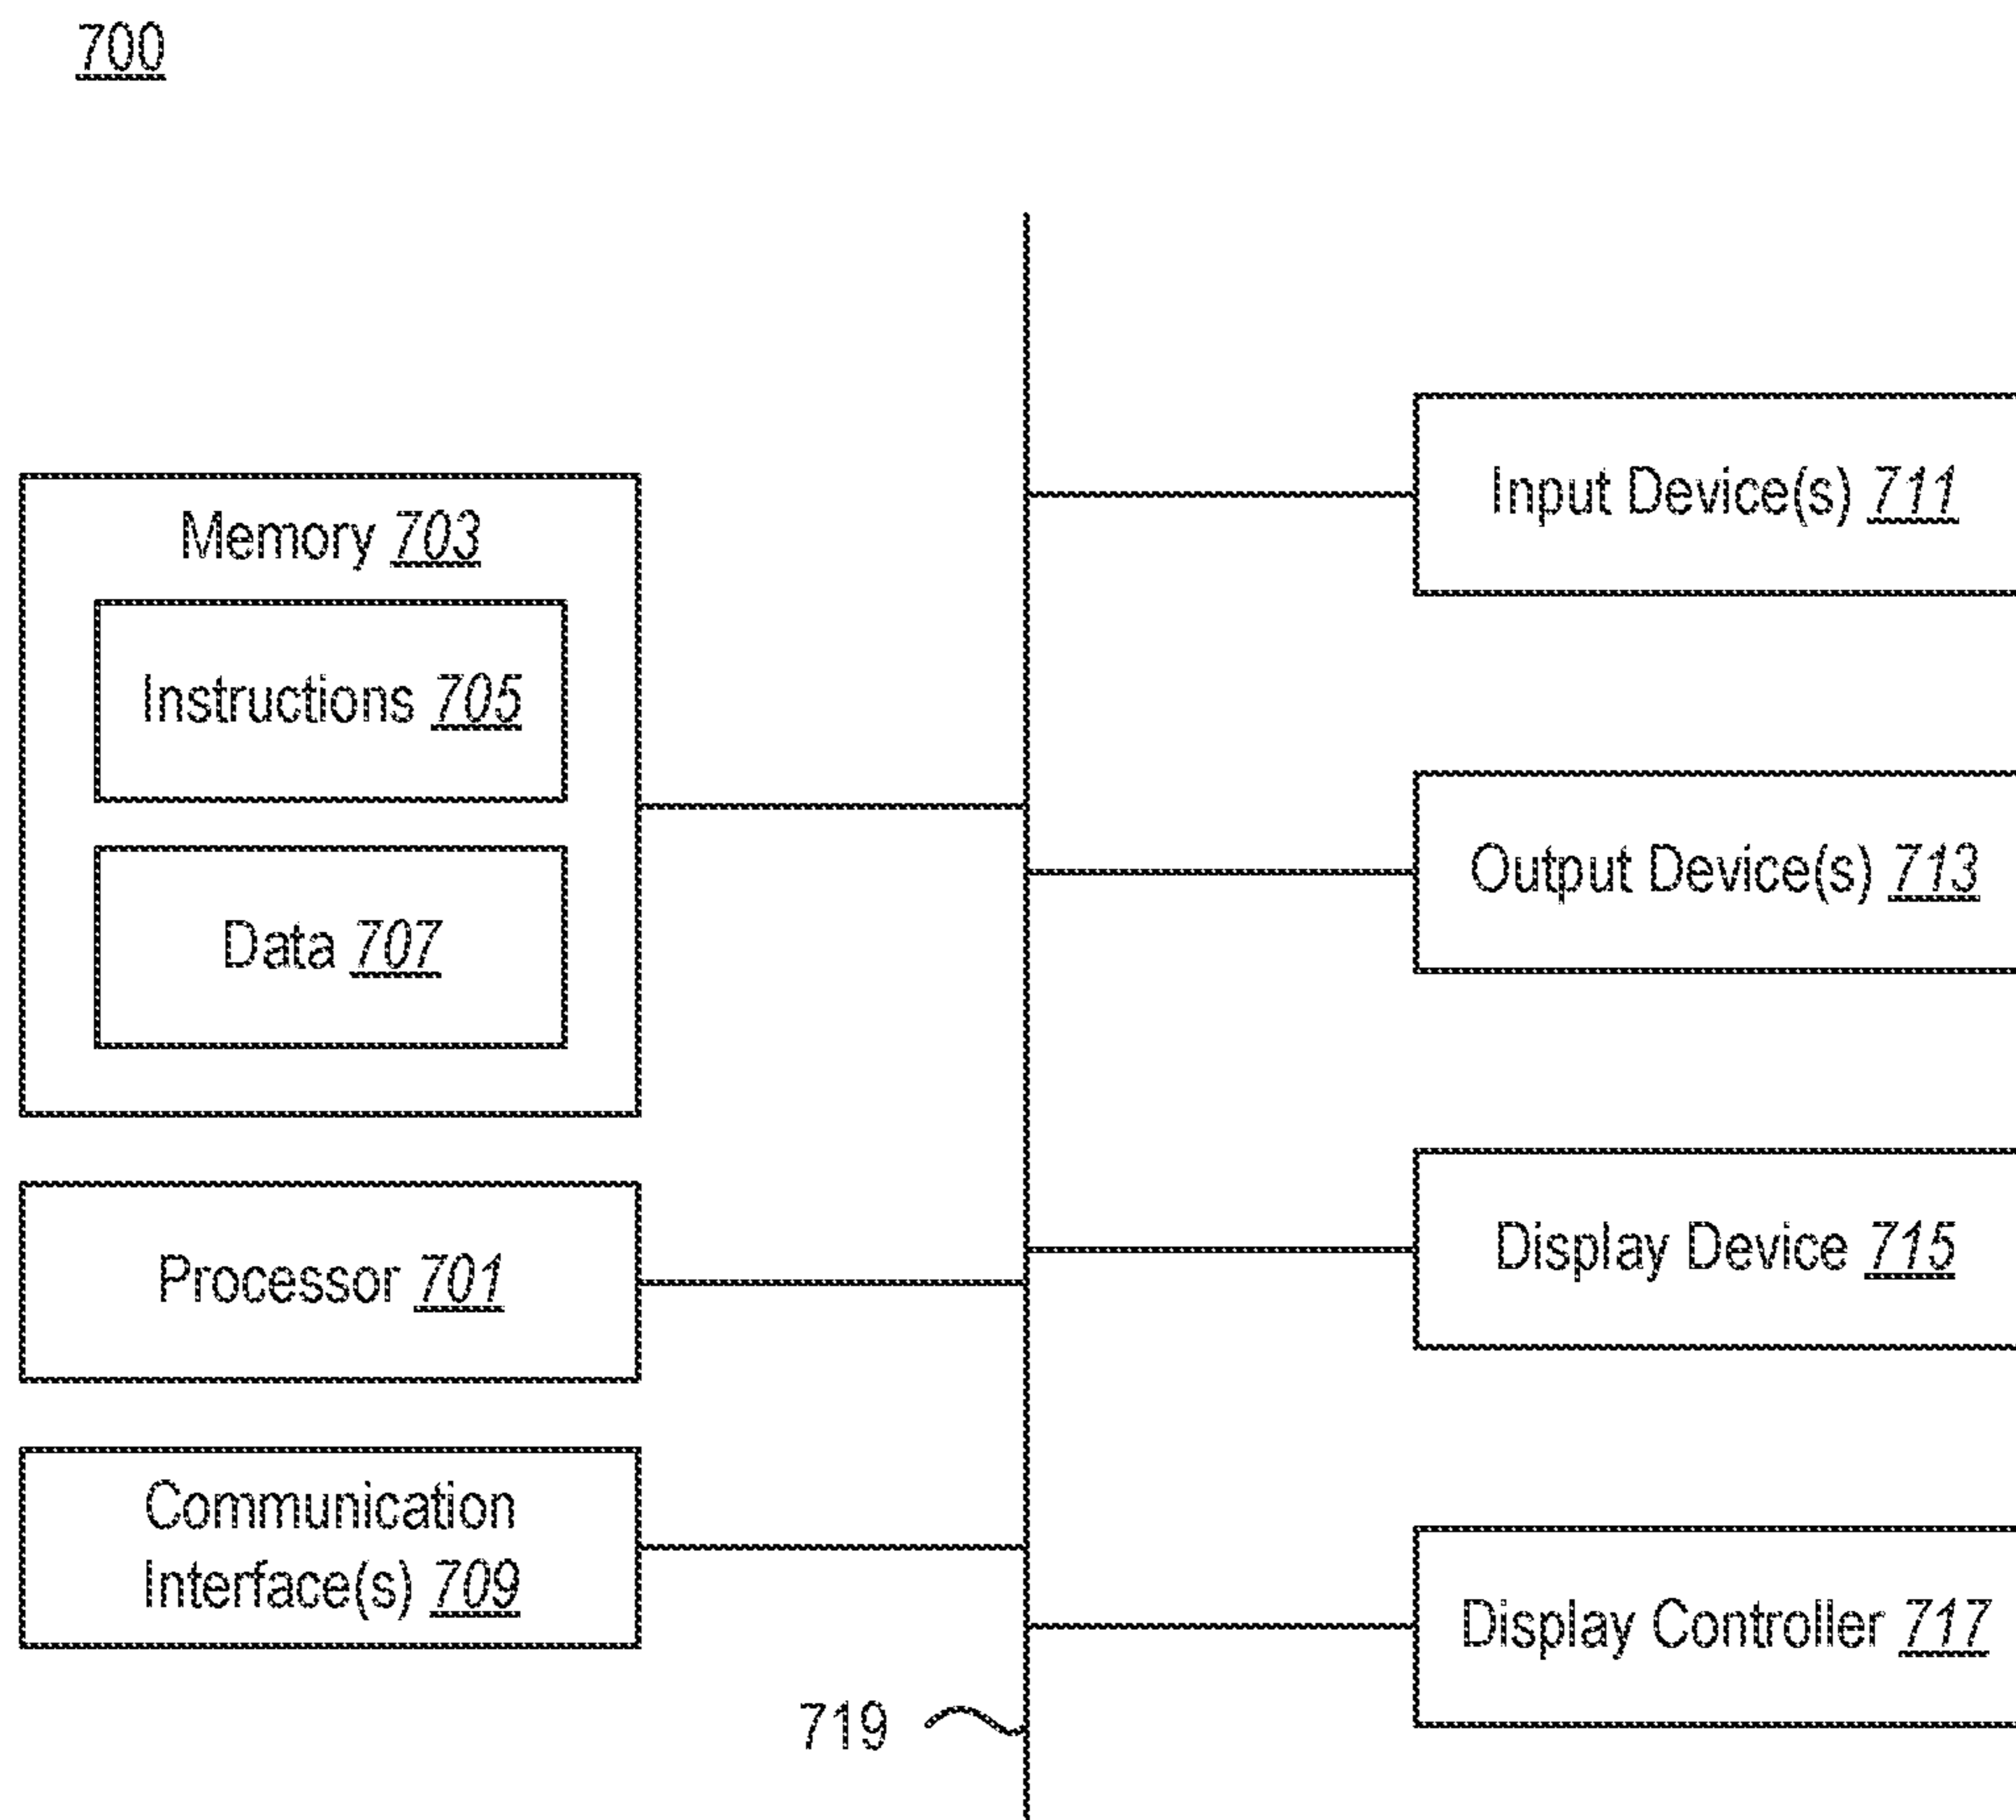 700
Memory 703
Instructions 705
Data 707
Processor 701
Communication
Interface(s) 709
719
Input Device(s) 711
Output Device(s) 713
Display Device 715
Display Controller 717